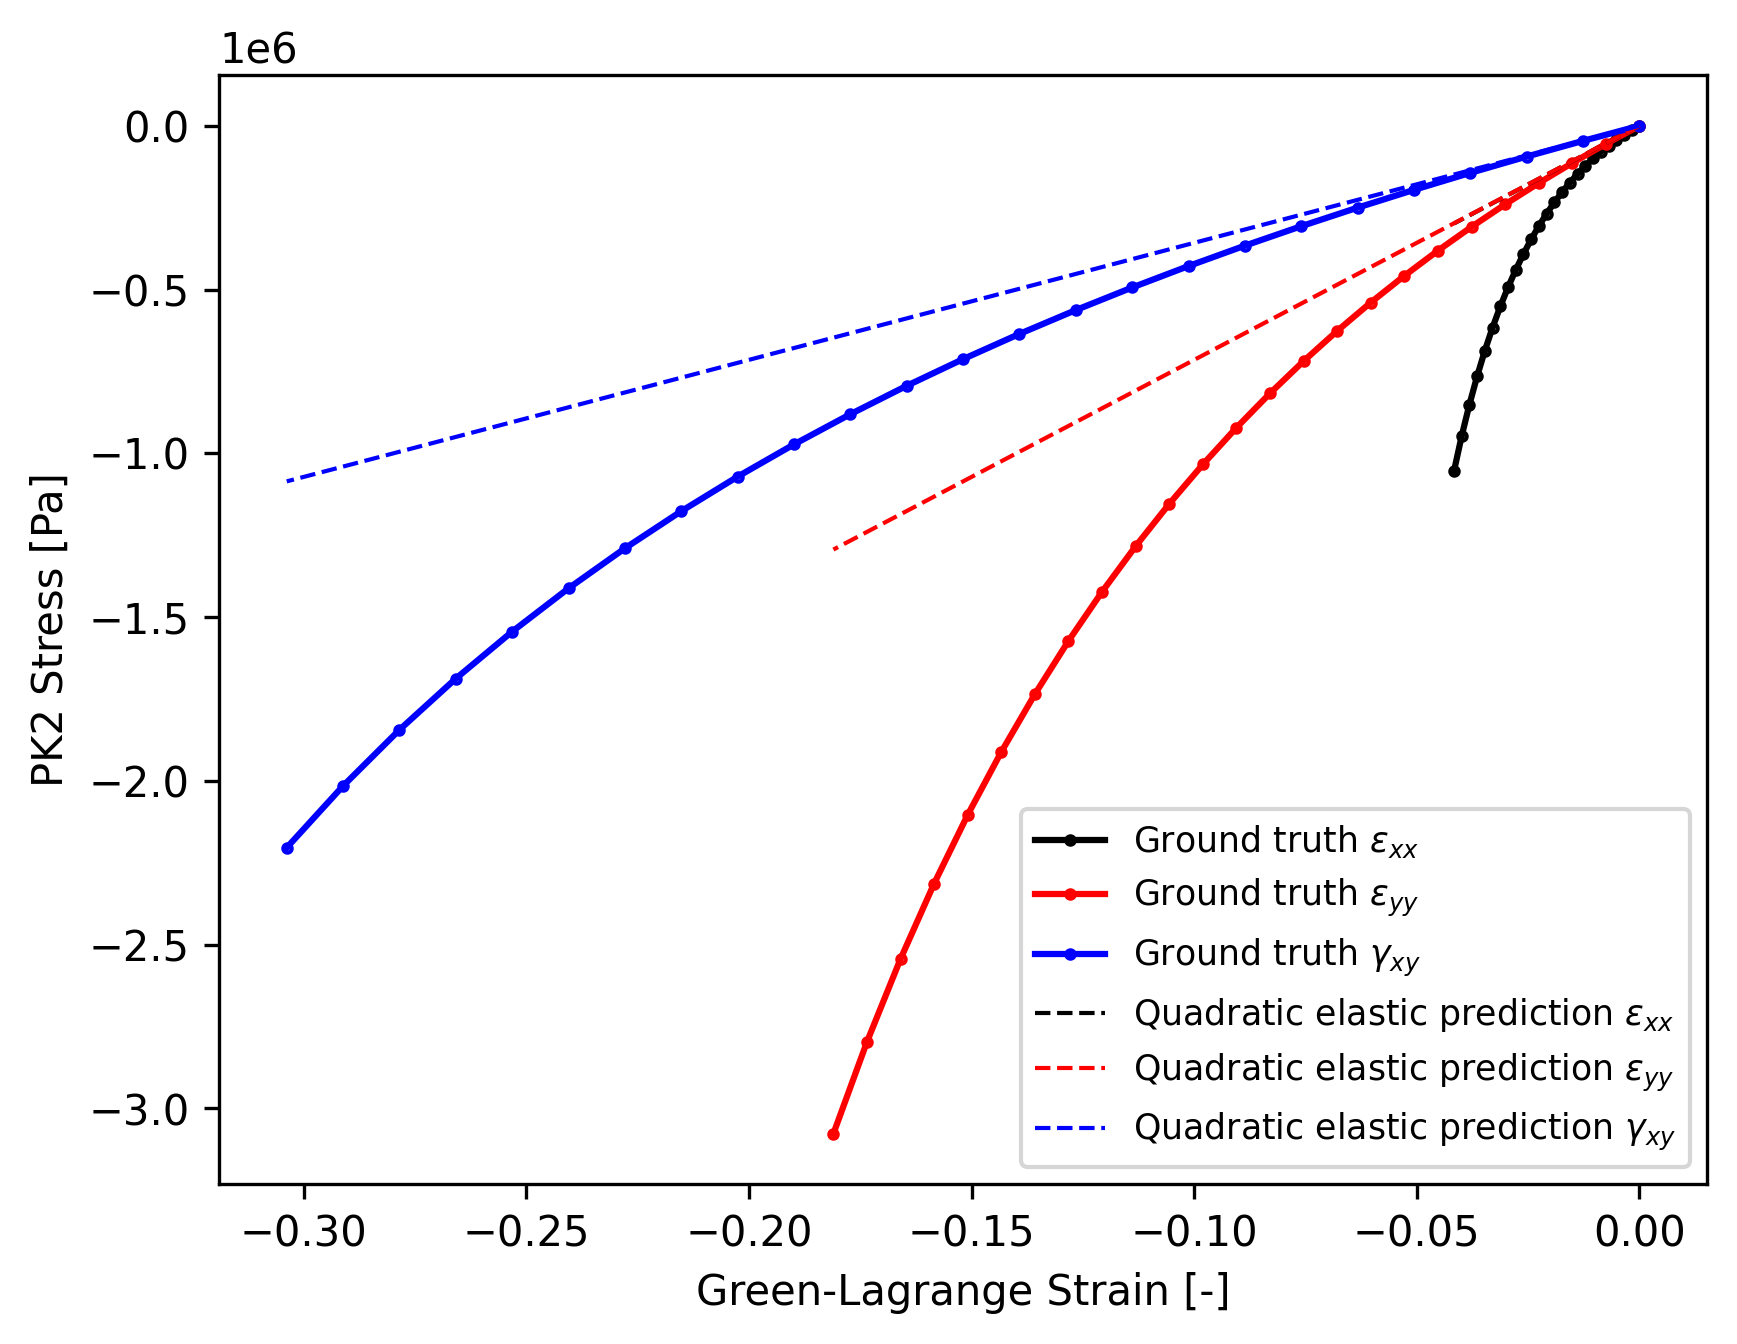 1e6
0.0
−0.5
−1.0
−1.5
−2.0
−2.5
−3.0
PK2 Stress [Pa]
Ground truth εxx
Ground truth εyy
Ground truth γxy
Quadratic elastic prediction εxx
Quadratic elastic prediction εyy
Quadratic elastic prediction γxy
−0.30 −0.25 −0.20 −0.15 −0.10 −0.05 0.00
Green-Lagrange Strain [-]